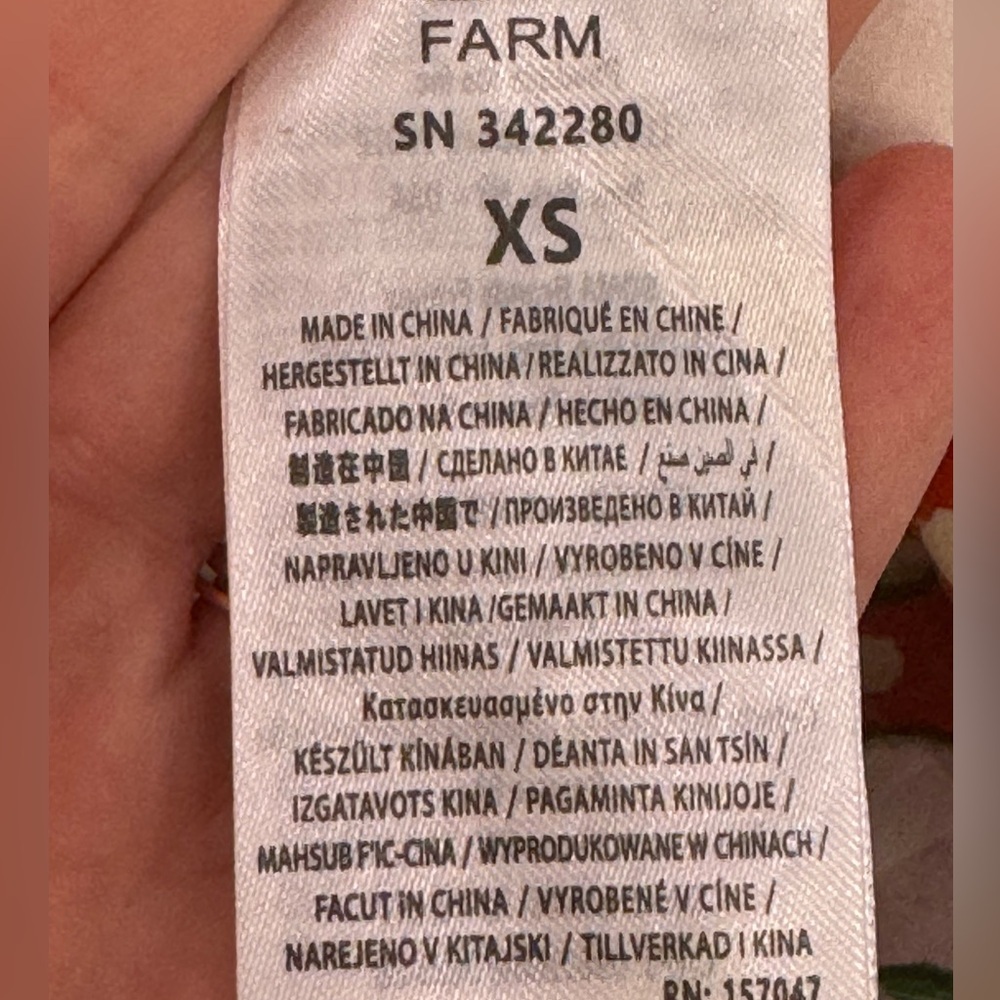 FARM
SN 342280
XS
MADE IN CHINA / FABRIQUÉ EN CHINE /
HERGESTELLT IN CHINA / REALIZZATO IN CINA /
FABRICADO NA CHINA / HECHO EN CHINA /
製造在中國 / СДЕЛАНО В КИТАЕ / في الصين صنع /
製造された中國で / ПРОИЗВЕДЕНО В КИТАЙ /
NAPRAVLJENO U KINI / VYROBENO V CÍNE /
LAVET I KINA /GEMAAKT IN CHINA /
VALMISTATUD HIINAS / VALMISTETTU KIINASSA /
Κατασκευασμένο στην Κίνα /
KÉSZÜLT KÍNÁBAN / DÉANTA IN SAN TSÍN /
IZGATAVOTS KINA / PAGAMINTA KINIJOJE /
MAHSUB F'IC-CINA / WYPRODUKOWANE W CHINACH /
FACUT IN CHINA / VYROBENÉ V CÍNE /
NAREJENO V KITAJSKI / TILLVERKAD I KINA
RN: 157047